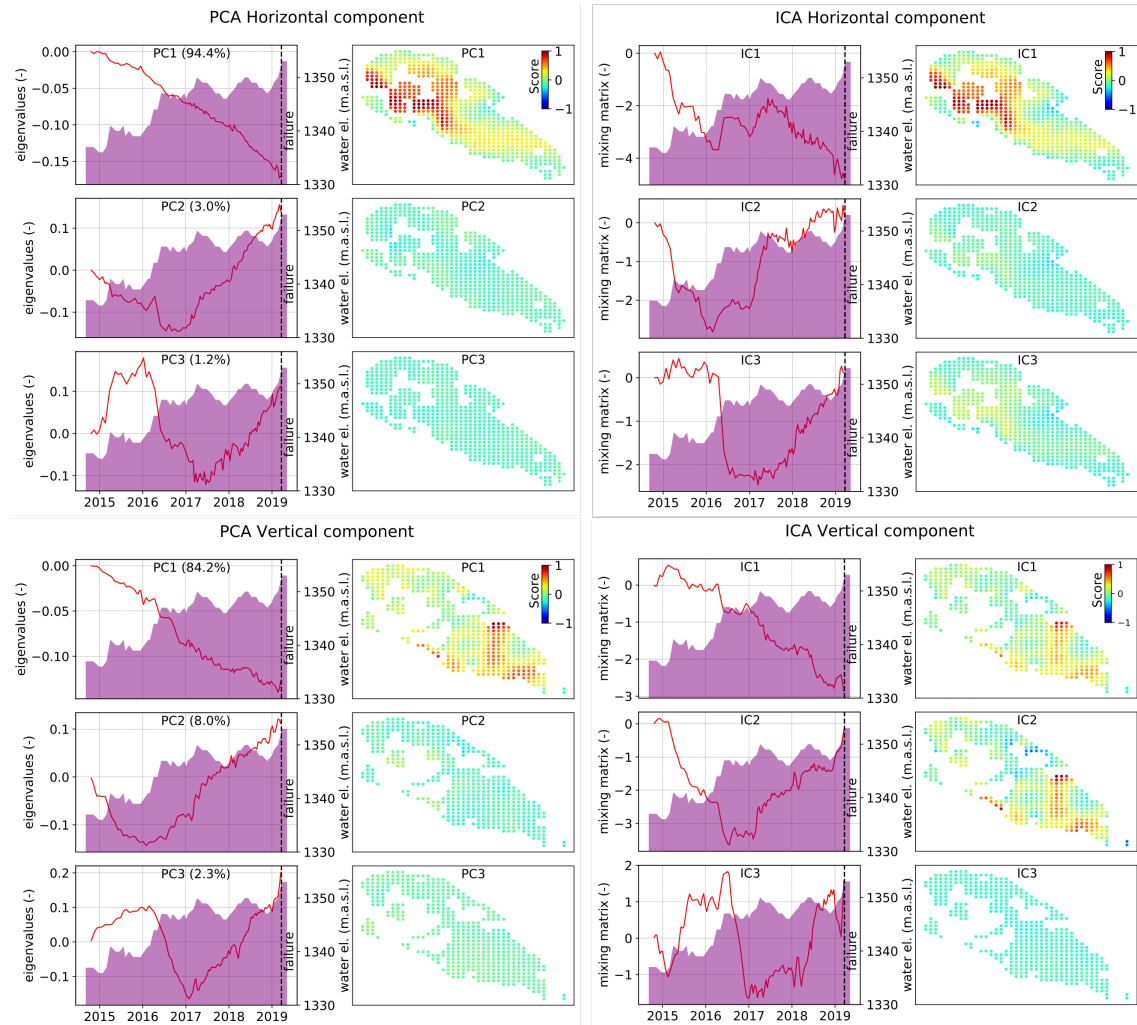 PCA Horizontal component
PC1 (94.4%)
0.00
−0.05
−0.10
−0.15
eigenvalues (-)
1350
1340
1330
water el. (m.a.s.l.)
failure
PC1
Score
1
0
−1
PC2 (3.0%)
0.1
0.0
−0.1
eigenvalues (-)
1350
1340
1330
water el. (m.a.s.l.)
failure
PC2
PC3 (1.2%)
0.1
0.0
−0.1
eigenvalues (-)
1350
1340
1330
water el. (m.a.s.l.)
failure
PC3
2015 2016 2017 2018 2019
ICA Horizontal component
IC1
0
−2
−4
mixing matrix (-)
1350
1340
1330
water el. (m.a.s.l.)
failure
IC1
Score
1
0
−1
IC2
0
−1
−2
mixing matrix (-)
1350
1340
1330
water el. (m.a.s.l.)
failure
IC2
IC3
0
−1
−2
mixing matrix (-)
1350
1340
1330
water el. (m.a.s.l.)
failure
IC3
2015 2016 2017 2018 2019
PCA Vertical component
PC1 (84.2%)
0.00
−0.05
−0.10
eigenvalues (-)
1350
1340
1330
water el. (m.a.s.l.)
failure
PC1
Score
1
0
−1
PC2 (8.0%)
0.1
0.0
−0.1
eigenvalues (-)
1350
1340
1330
water el. (m.a.s.l.)
failure
PC2
PC3 (2.3%)
0.2
0.1
0.0
−0.1
eigenvalues (-)
1350
1340
1330
water el. (m.a.s.l.)
failure
PC3
2015 2016 2017 2018 2019
ICA Vertical component
IC1
0
−1
−2
−3
mixing matrix (-)
1350
1340
1330
water el. (m.a.s.l.)
failure
IC1
Score
1
0
−1
IC2
0
−1
−2
−3
mixing matrix (-)
1350
1340
1330
water el. (m.a.s.l.)
failure
IC2
IC3
2
1
0
−1
mixing matrix (-)
1350
1340
1330
water el. (m.a.s.l.)
failure
IC3
2015 2016 2017 2018 2019